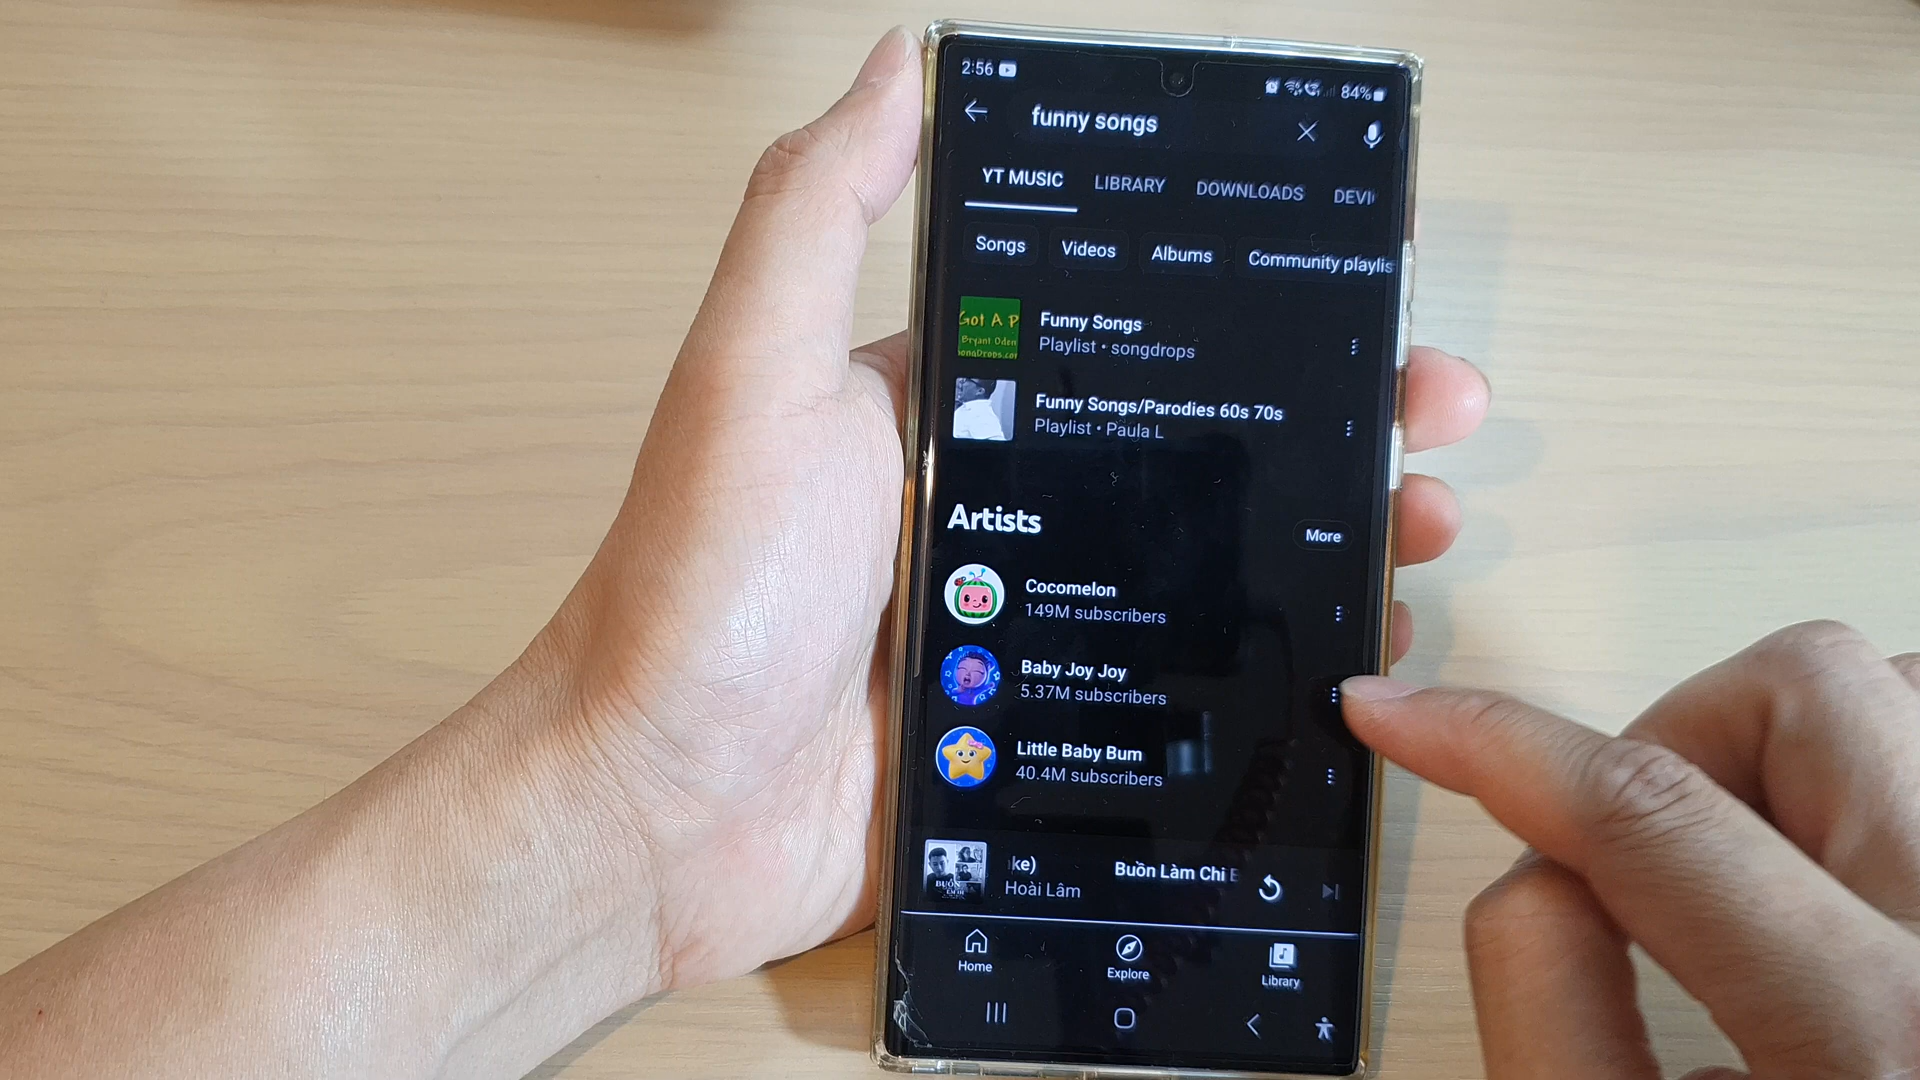 2:56
84%
funny songs
YT MUSIC LIBRARY DOWNLOADS DEVI
Songs Videos Albums Community playlis
Got A P
Bryant Oden
Funny Songs
Playlist • songdrops
Funny Songs/Parodies 60s 70s
Playlist • Paula L
Artists
More
Cocomelon
149M subscribers
Baby Joy Joy
5.37M subscribers
Little Baby Bum
40.4M subscribers
BUỒN
ke) Buồn Làm Chi E
Hoài Lâm
Home Explore Library